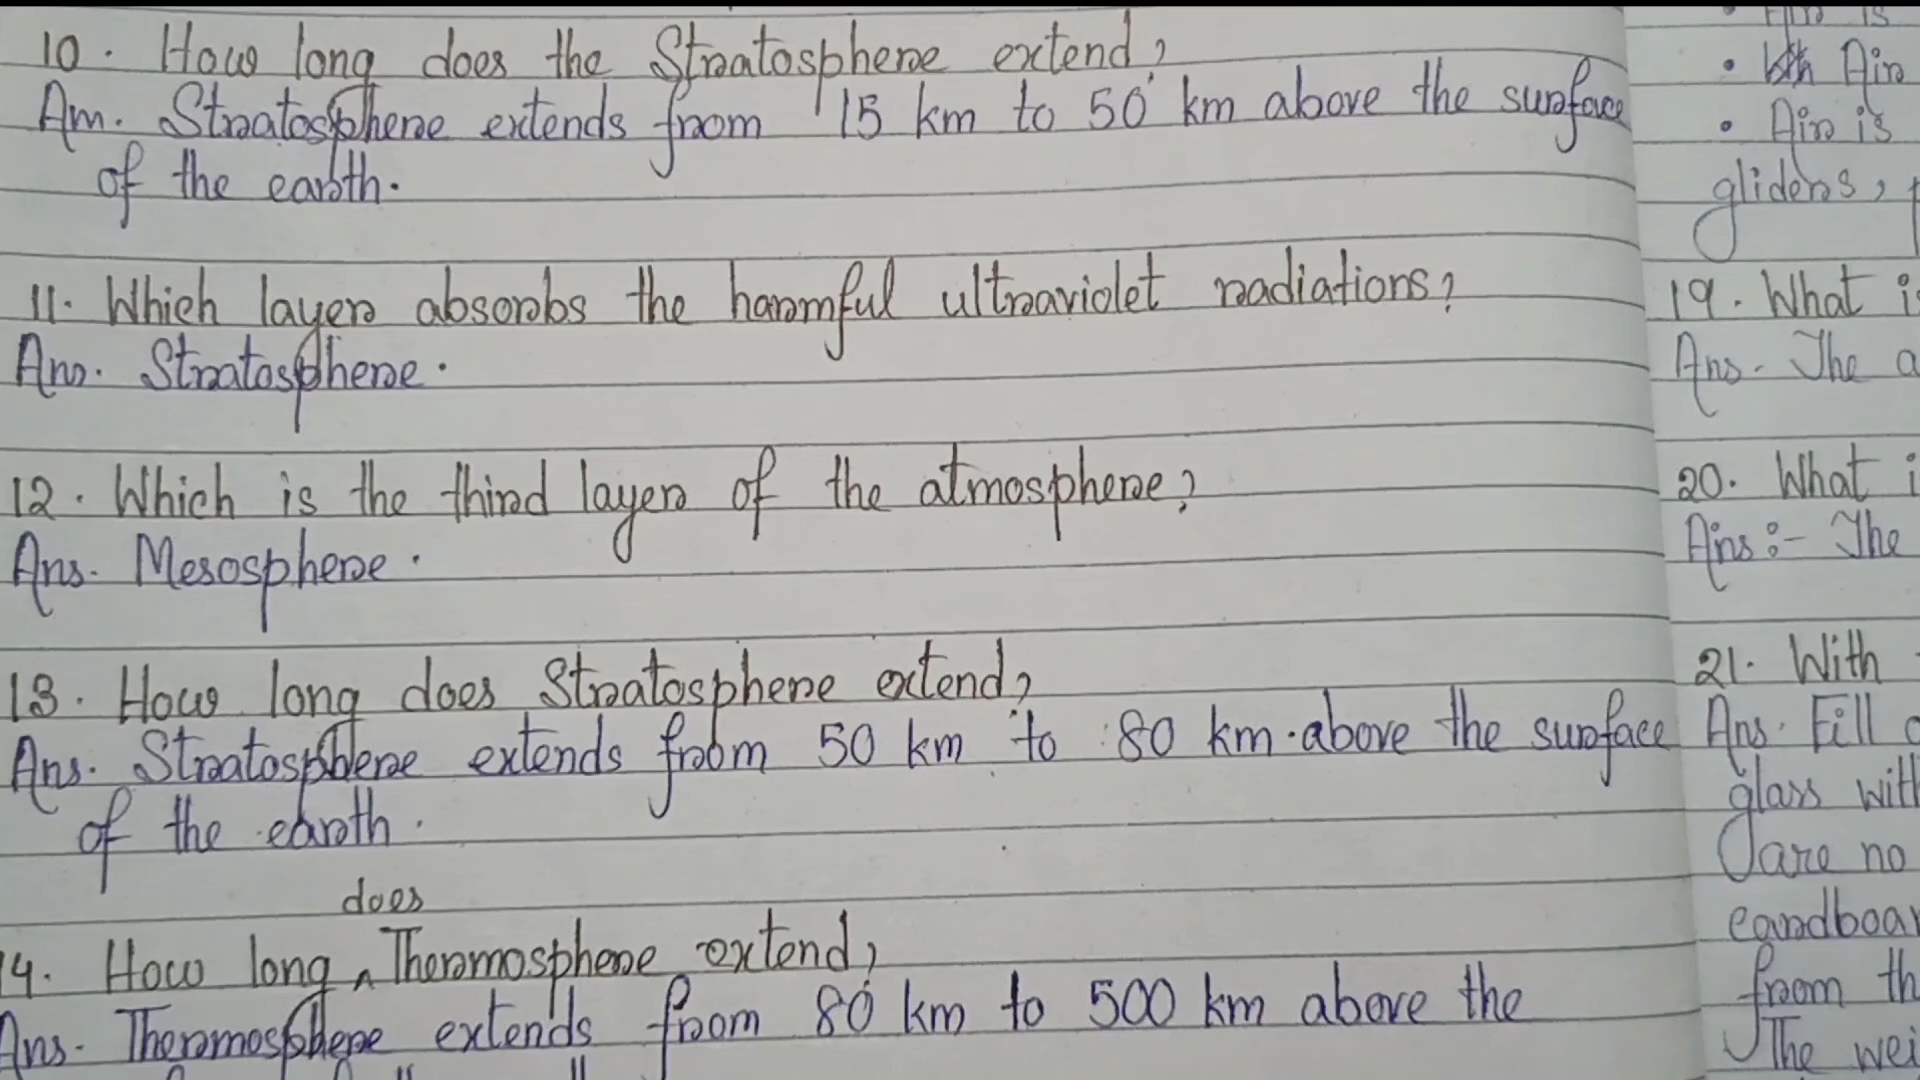 10. How long does the Stratosphere extend?
Ans. Stratosphere extends from 15 km to 50 km above the surface
of the earth.
11. Which layer absorbs the harmful ultraviolet radiations?
Ans. Stratosphere.
12. Which is the third layer of the atmosphere?
Ans. Mesosphere.
13. How long does Stratosphere extend?
Ans. Stratosphere extends from 50 km to 80 km above the surface
of the earth.
does
14. How long ^ Thermosphere extend?
Ans. Thermosphere extends from 80 km to 500 km above the
• Air
• Air is
gliders,
19. What
Ans. The
20. What
Ans:- The
21. With
Ans. Fill
glass with
are no
from th
The wei